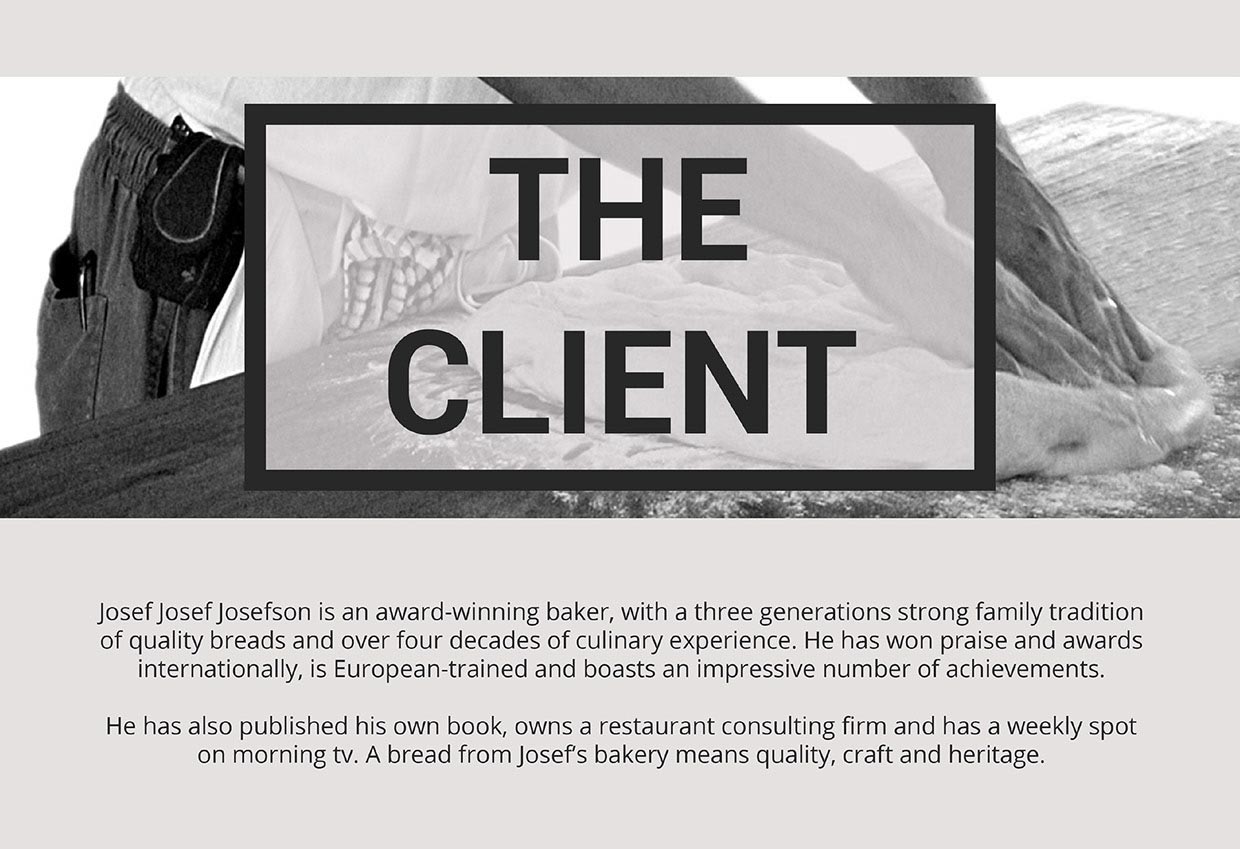 THE
CLIENT
Josef Josef Josefson is an award-winning baker, with a three generations strong family tradition
of quality breads and over four decades of culinary experience. He has won praise and awards
internationally, is European-trained and boasts an impressive number of achievements.
He has also published his own book, owns a restaurant consulting firm and has a weekly spot
on morning tv. A bread from Josef’s bakery means quality, craft and heritage.